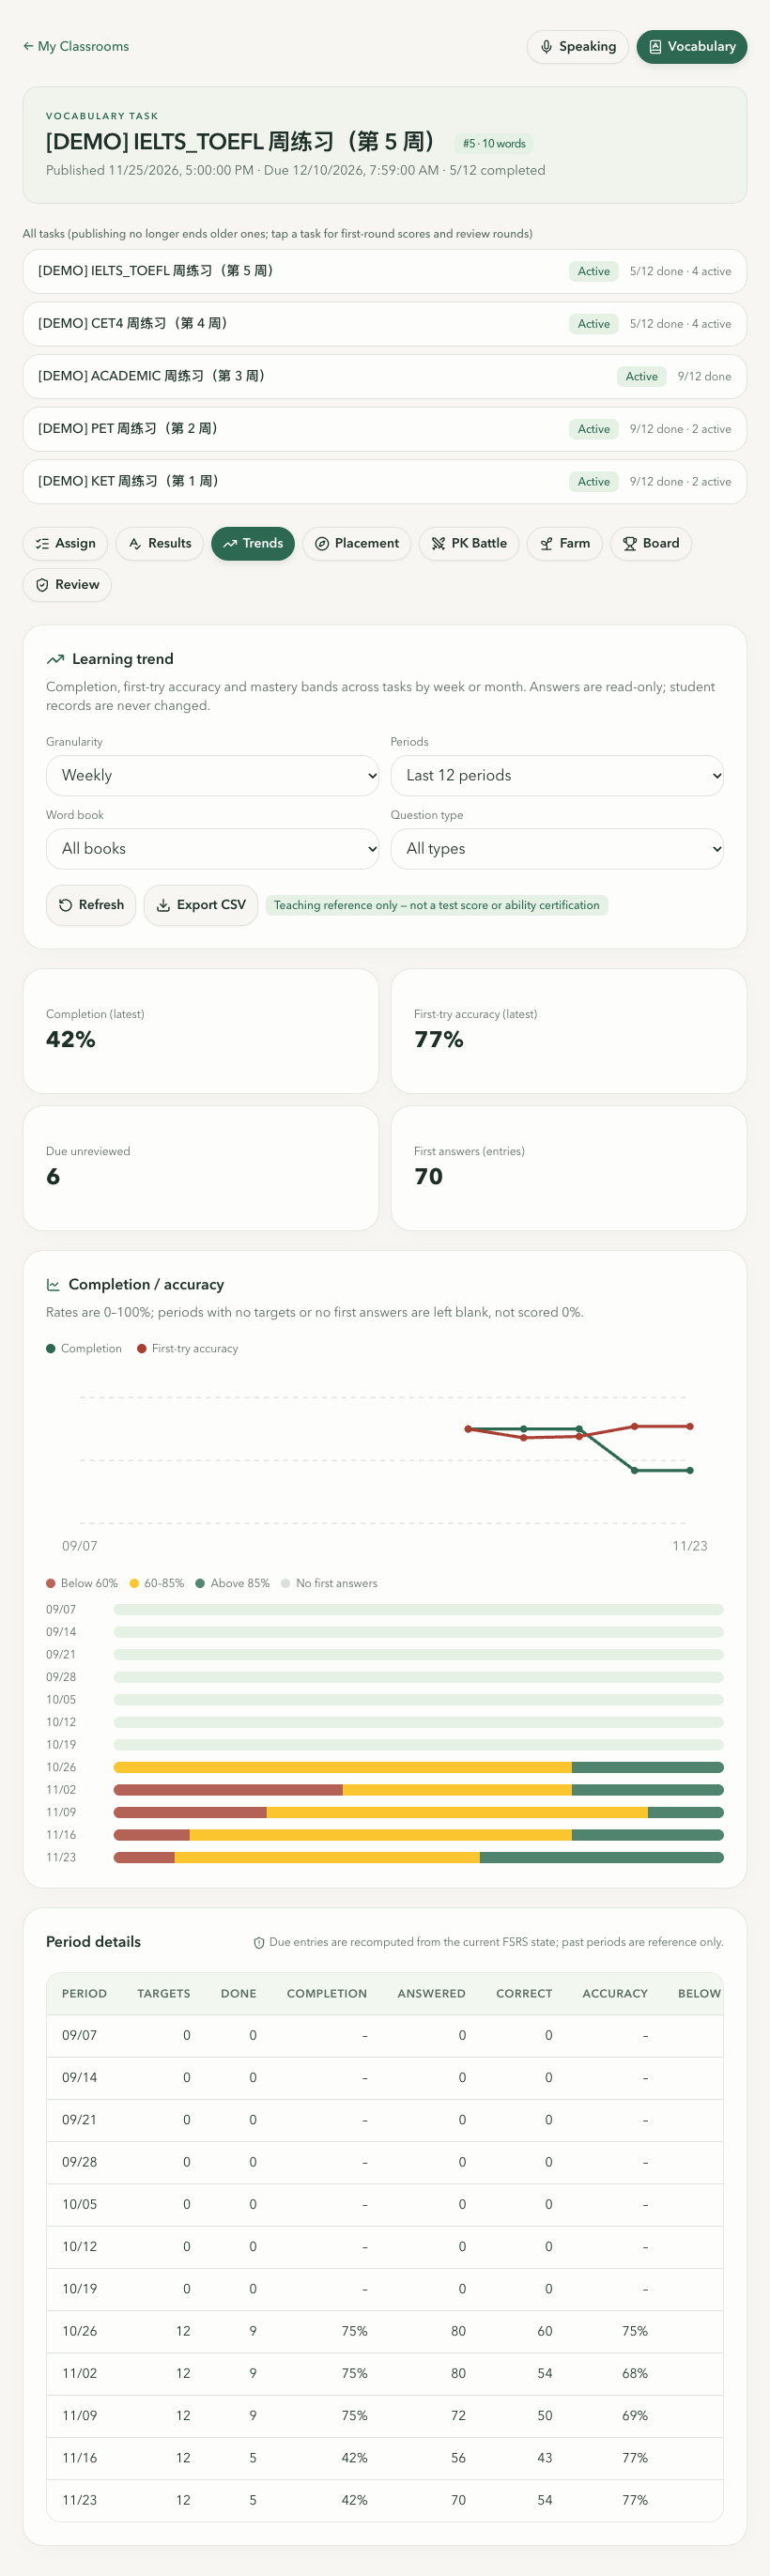 ← My Classrooms
Speaking
Vocabulary
VOCABULARY TASK
[DEMO] IELTS_TOEFL 周练习（第 5 周） #5 · 10 words
Published 11/25/2026, 5:00:00 PM · Due 12/10/2026, 7:59:00 AM · 5/12 completed
All tasks (publishing no longer ends older ones; tap a task for first-round scores and review rounds)
[DEMO] IELTS_TOEFL 周练习（第 5 周） Active 5/12 done · 4 active
[DEMO] CET4 周练习（第 4 周） Active 5/12 done · 4 active
[DEMO] ACADEMIC 周练习（第 3 周） Active 9/12 done
[DEMO] PET 周练习（第 2 周） Active 9/12 done · 2 active
[DEMO] KET 周练习（第 1 周） Active 9/12 done · 2 active
Assign Results Trends Placement PK Battle Farm Board
Review
Learning trend
Completion, first-try accuracy and mastery bands across tasks by week or month. Answers are read-only; student
records are never changed.
Granularity Periods
Weekly Last 12 periods
Word book Question type
All books All types
Refresh Export CSV Teaching reference only – not a test score or ability certification
Completion (latest) First-try accuracy (latest)
42% 77%
Due unreviewed First answers (entries)
6 70
Completion / accuracy
Rates are 0–100%; periods with no targets or no first answers are left blank, not scored 0%.
Completion First-try accuracy
09/07 11/23
Below 60% 60–85% Above 85% No first answers
09/07
09/14
09/21
09/28
10/05
10/12
10/19
10/26
11/02
11/09
11/16
11/23
Period details Due entries are recomputed from the current FSRS state; past periods are reference only.
PERIOD TARGETS DONE COMPLETION ANSWERED CORRECT ACCURACY BELOW
09/07 0 0 – 0 0 –
09/14 0 0 – 0 0 –
09/21 0 0 – 0 0 –
09/28 0 0 – 0 0 –
10/05 0 0 – 0 0 –
10/12 0 0 – 0 0 –
10/19 0 0 – 0 0 –
10/26 12 9 75% 80 60 75%
11/02 12 9 75% 80 54 68%
11/09 12 9 75% 72 50 69%
11/16 12 5 42% 56 43 77%
11/23 12 5 42% 70 54 77%